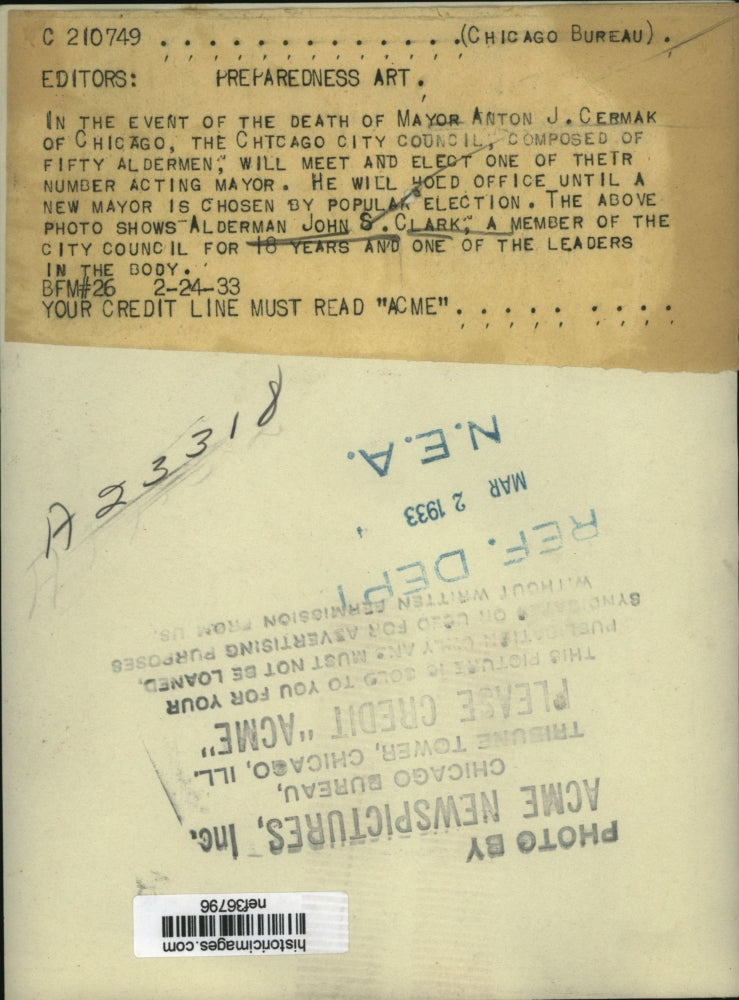 C 210749 . . . . . . . . . . . . . .(CHICAGO BUREAU) .
EDITORS: PREPAREDNESS ART .
IN THE EVENT OF THE DEATH OF MAYOR ANTON J. CERMAK
OF CHICAGO, THE CHICAGO CITY COUNCIL, COMPOSED OF
FIFTY ALDERMEN, WILL MEET AND ELECT ONE OF THEIR
NUMBER ACTING MAYOR. HE WILL HOLD OFFICE UNTIL A
NEW MAYOR IS CHOSEN BY POPULAR ELECTION. THE ABOVE
PHOTO SHOWS ALDERMAN JOHN S. CLARK, A MEMBER OF THE
CITY COUNCIL FOR 18 YEARS AND ONE OF THE LEADERS
IN THE BODY.
BFM#26 2-24-33
YOUR CREDIT LINE MUST READ "ACME". . . . . . . . .
A23318
N.E.A.
MAR 2 1933
REF. DEPT
PHOTO BY
ACME NEWSPICTURES, Inc.
CHICAGO BUREAU,
TRIBUNE TOWER, CHICAGO, ILL.
PLEASE CREDIT "ACME"
THIS PICTURE IS SOLD TO YOU FOR YOUR
PUBLICATION ONLY AND MUST NOT BE LOANED,
SYNDICATED OR USED FOR ADVERTISING PURPOSES
WITHOUT WRITTEN PERMISSION FROM US.
historicimages.com
nef36796